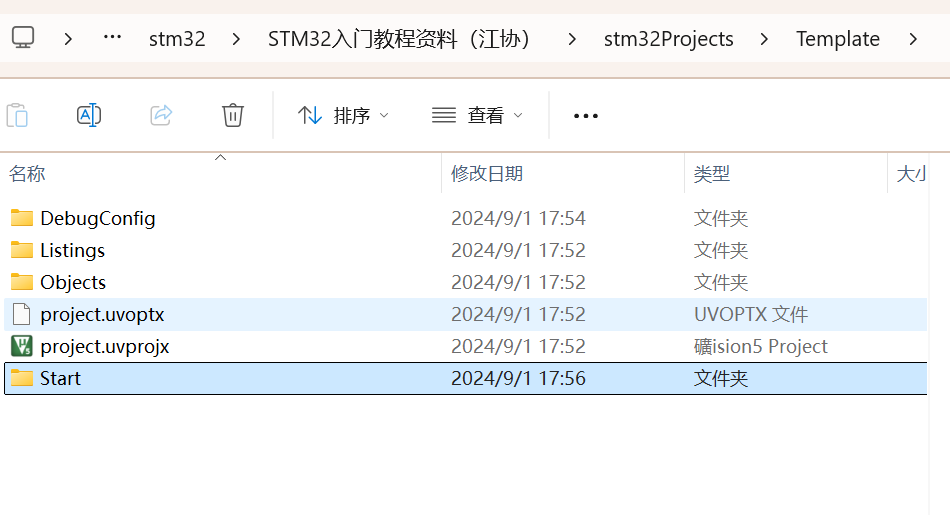 ··· stm32 STM32入门教程资料（江协） stm32Projects Template
排序 查看 ···
名称 修改日期 类型 大小
DebugConfig 2024/9/1 17:54 文件夹
Listings 2024/9/1 17:52 文件夹
Objects 2024/9/1 17:52 文件夹
project.uvoptx 2024/9/1 17:52 UVOPTX 文件
project.uvprojx 2024/9/1 17:52 礦ision5 Project
Start 2024/9/1 17:56 文件夹